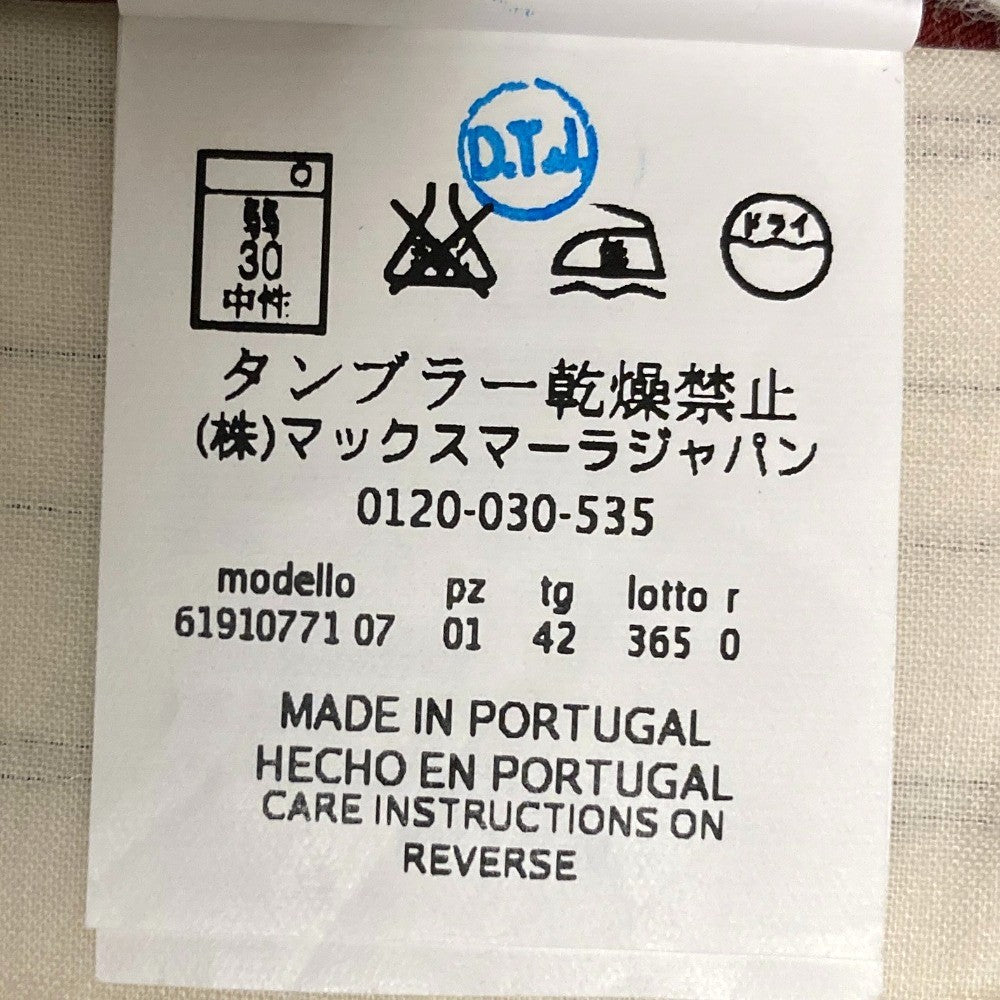 D.T.
弱
30
中性
ドライ
タンブラー乾燥禁止
(株)マックスマーラジャパン
0120-030-535
modello pz tg lotto r
61910771 07 01 42 365 0
MADE IN PORTUGAL
HECHO EN PORTUGAL
CARE INSTRUCTIONS ON
REVERSE